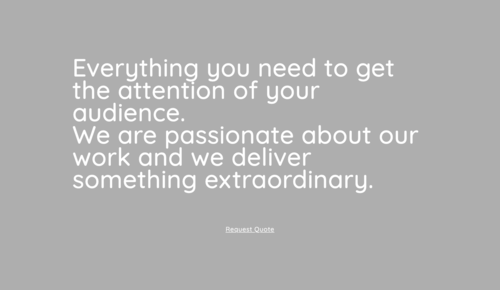 Everything you need to get
the attention of your
audience.
We are passionate about our
work and we deliver
something extraordinary.
Request Quote